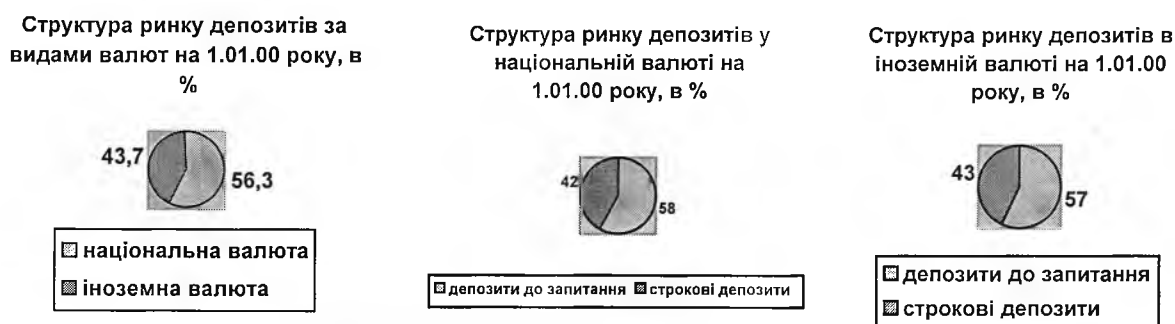 Структура ринку депозитів за
видами валют на 1.01.00 року, в
%
43,7
56,3
національна валюта
іноземна валюта
Структура ринку депозитів у
національній валюті на
1.01.00 року, в %
42
58
депозити до запитання строкові депозити
Структура ринку депозитів в
іноземній валюті на 1.01.00
року, в %
43
57
депозити до запитання
строкові депозити